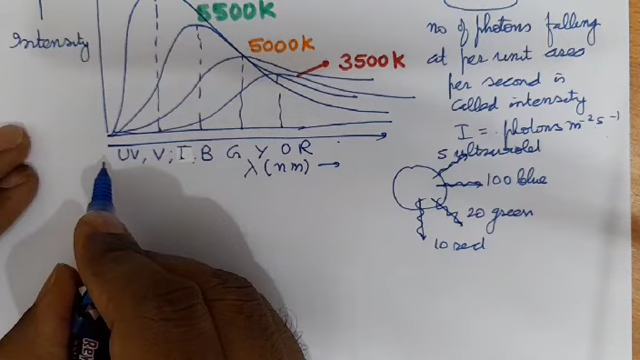 5500K
Intensity
5000K
3500K
UV, V, I, B G Y O R
λ (nm) →
no of photons falling
at per unit area
per second is
called intensity
I = photons m⁻² s⁻¹
5 ultraviolet
100 blue
20 green
10 red